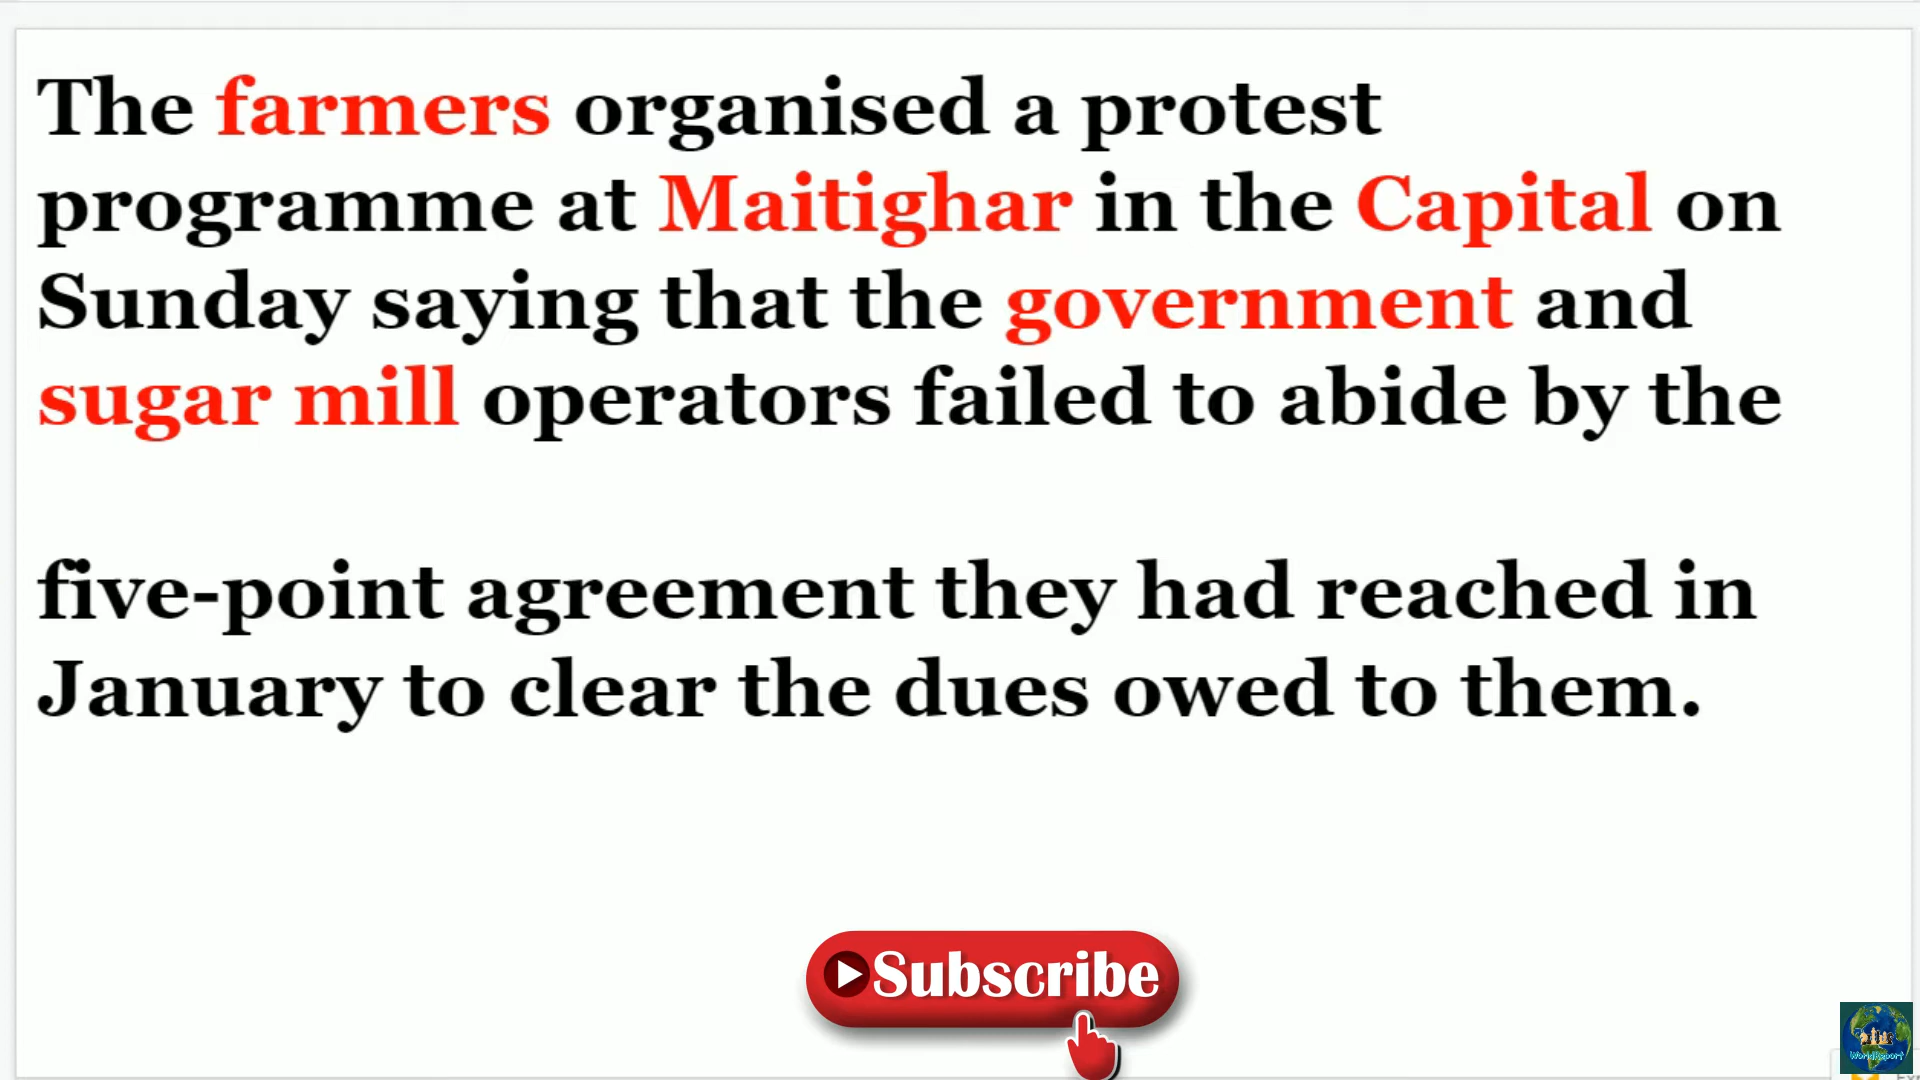 The farmers organised a protest
programme at Maitighar in the Capital on
Sunday saying that the government and
sugar mill operators failed to abide by the
five-point agreement they had reached in
January to clear the dues owed to them.
Subscribe
WorldReport